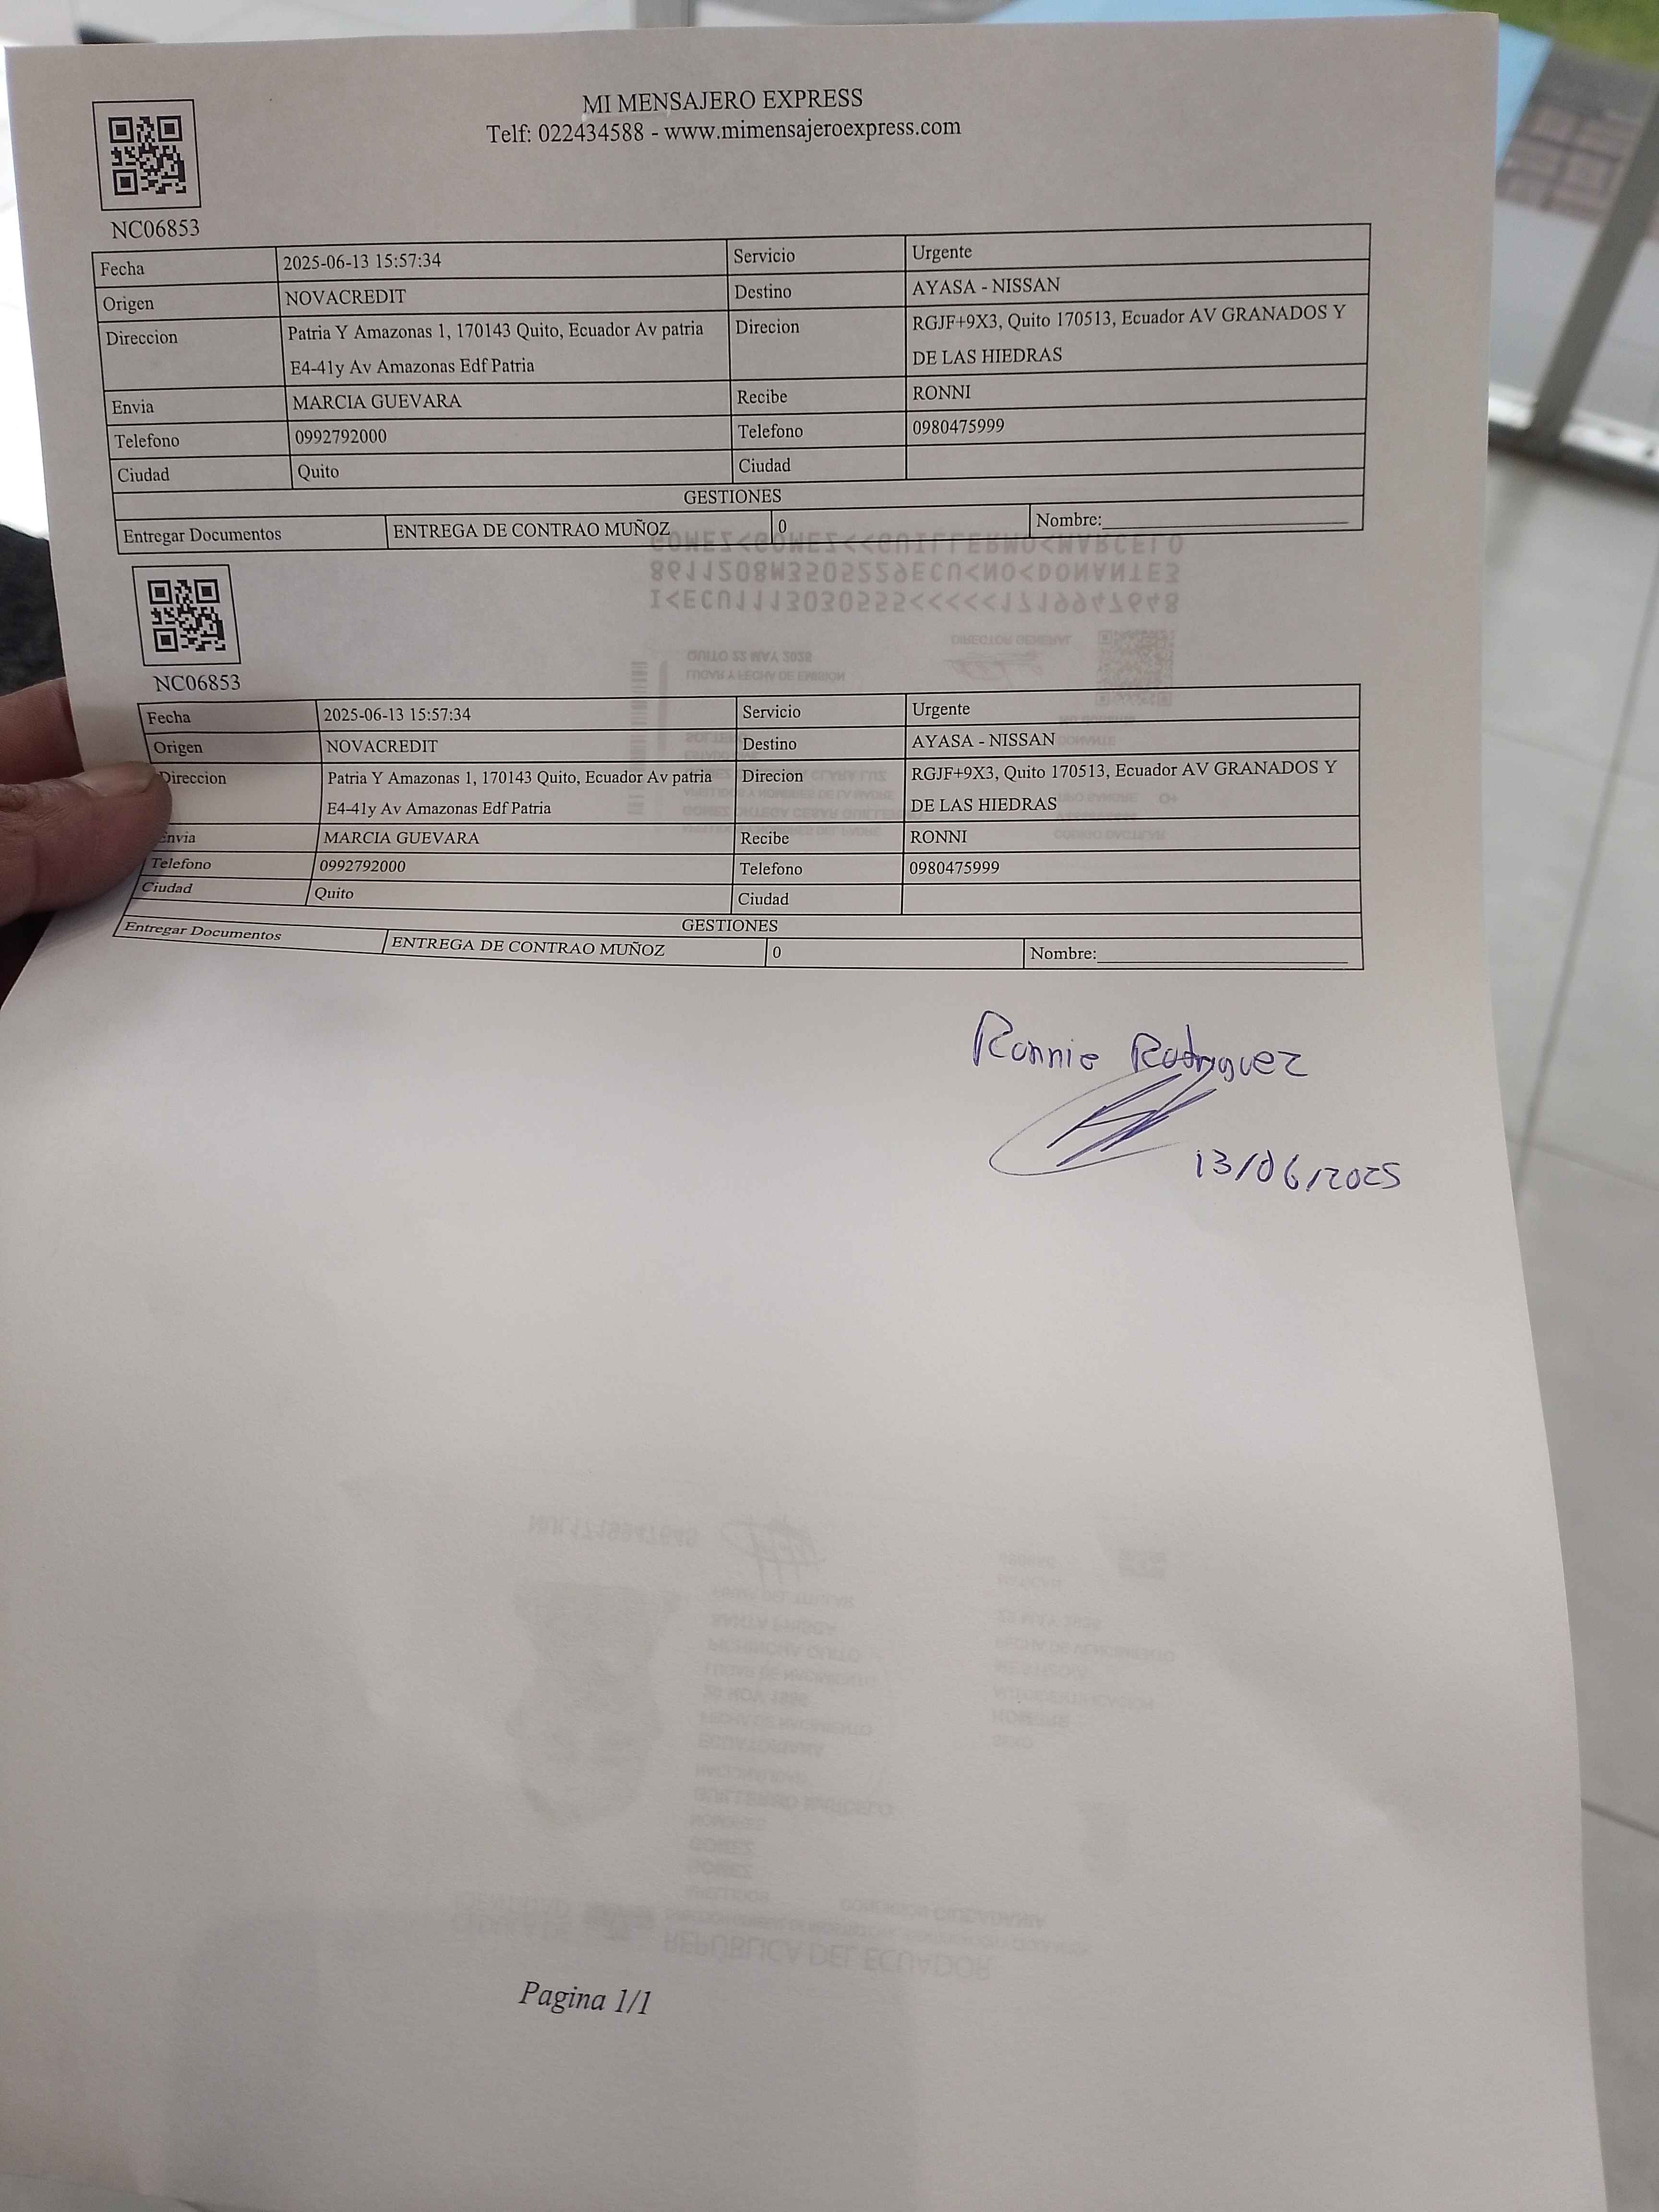 MI MENSAJERO EXPRESS
Telf: 022434588 - www.mimensajeroexpress.com
NC06853
Fecha 2025-06-13 15:57:34 Servicio Urgente
Origen NOVACREDIT Destino AYASA - NISSAN
Direccion Patria Y Amazonas 1, 170143 Quito, Ecuador Av patria Direcion RGJF+9X3, Quito 170513, Ecuador AV GRANADOS Y
E4-41y Av Amazonas Edf Patria DE LAS HIEDRAS
Envia MARCIA GUEVARA Recibe RONNI
Telefono 0992792000 Telefono 0980475999
Ciudad Quito Ciudad
GESTIONES
Entregar Documentos ENTREGA DE CONTRAO MUÑOZ 0 Nombre:
NC06853
Fecha 2025-06-13 15:57:34 Servicio Urgente
Origen NOVACREDIT Destino AYASA - NISSAN
Direccion Patria Y Amazonas 1, 170143 Quito, Ecuador Av patria Direcion RGJF+9X3, Quito 170513, Ecuador AV GRANADOS Y
E4-41y Av Amazonas Edf Patria DE LAS HIEDRAS
Envia MARCIA GUEVARA Recibe RONNI
Telefono 0992792000 Telefono 0980475999
Ciudad Quito Ciudad
GESTIONES
Entregar Documentos ENTREGA DE CONTRAO MUÑOZ 0 Nombre:
Ronnie Rodriguez
13/06/2025
Pagina 1/1